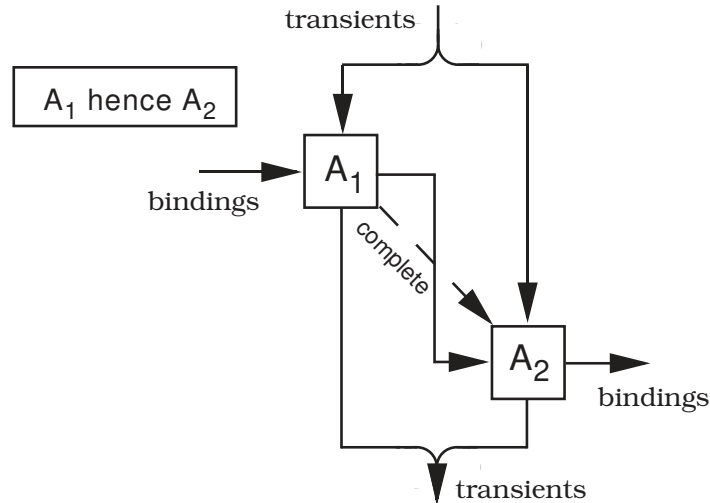 transients
A₁ hence A₂
A₁
bindings
complete
A₂
bindings
transients